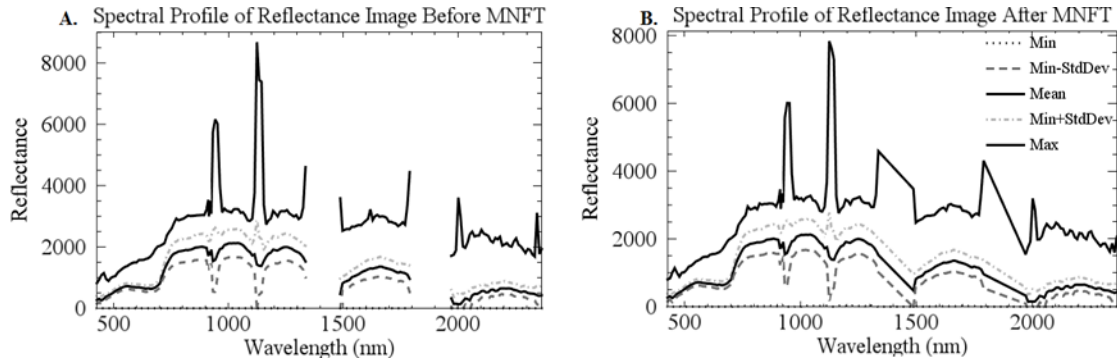 A. Spectral Profile of Reflectance Image Before MNFT
8000
6000
4000
2000
0
Reflectance
500 1000 1500 2000
Wavelength (nm)
B. Spectral Profile of Reflectance Image After MNFT
8000
6000
4000
2000
0
Reflectance
500 1000 1500 2000
Wavelength (nm)
Min
Min-StdDev
Mean
Min+StdDev
Max